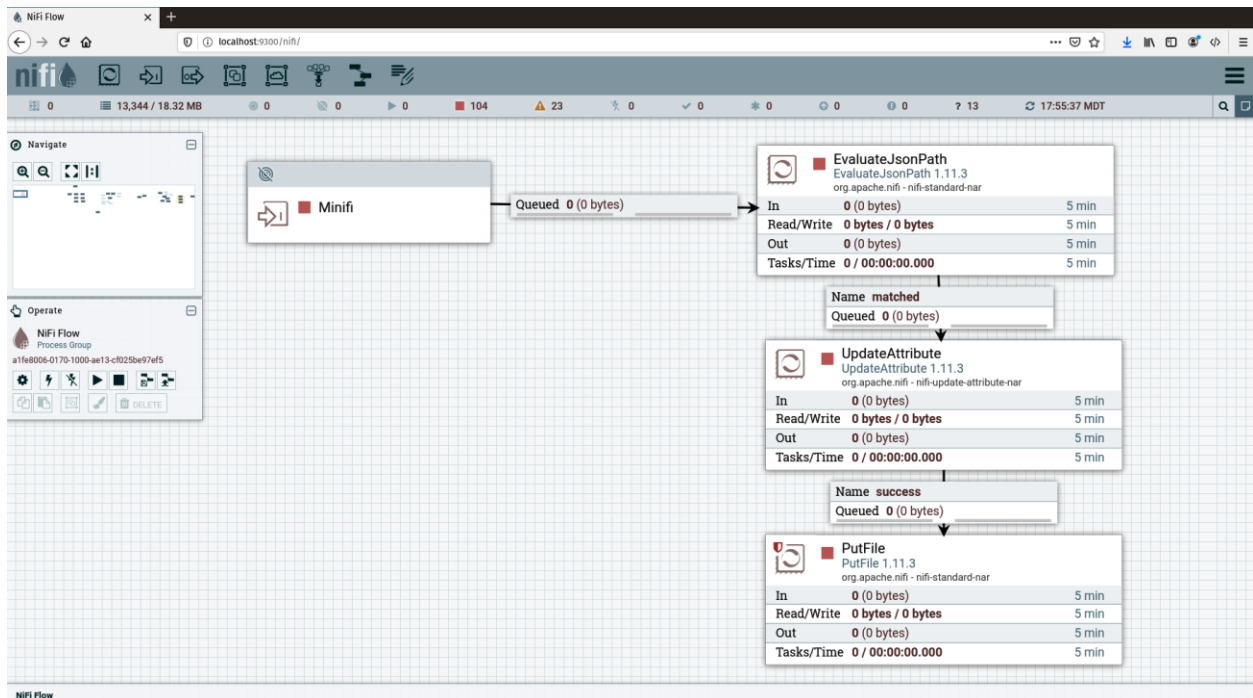 NiFi Flow
localhost:9300/nifi/
nifi
0
13,344 / 18.32 MB
0
0
0
104
23
0
0
0
0
0
? 13
17:55:37 MDT
Navigate
Operate
NiFi Flow
Process Group
a1fe8006-0170-1000-ae13-cf025be97ef5
DELETE
Minifi
Queued 0 (0 bytes)
EvaluateJsonPath
EvaluateJsonPath 1.11.3
org.apache.nifi - nifi-standard-nar
In 0 (0 bytes) 5 min
Read/Write 0 bytes / 0 bytes 5 min
Out 0 (0 bytes) 5 min
Tasks/Time 0 / 00:00:00.000 5 min
Name matched
Queued 0 (0 bytes)
UpdateAttribute
UpdateAttribute 1.11.3
org.apache.nifi - nifi-update-attribute-nar
In 0 (0 bytes) 5 min
Read/Write 0 bytes / 0 bytes 5 min
Out 0 (0 bytes) 5 min
Tasks/Time 0 / 00:00:00.000 5 min
Name success
Queued 0 (0 bytes)
PutFile
PutFile 1.11.3
org.apache.nifi - nifi-standard-nar
In 0 (0 bytes) 5 min
Read/Write 0 bytes / 0 bytes 5 min
Out 0 (0 bytes) 5 min
Tasks/Time 0 / 00:00:00.000 5 min
NiFi Flow